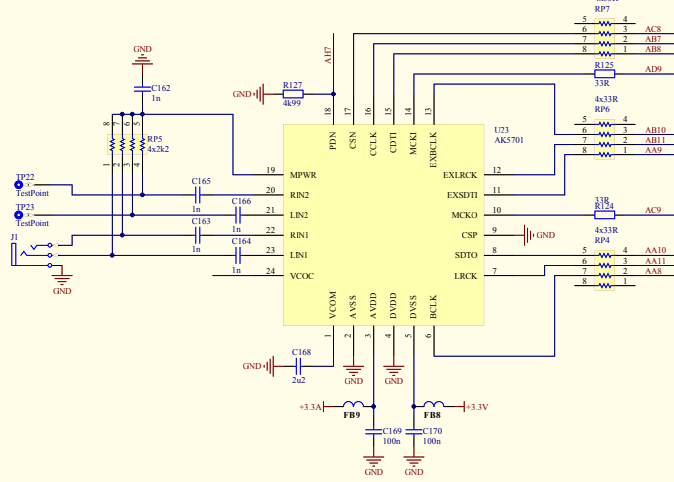 RP7
5 4
6 3 AC8
7 2 AB7
8 1 AB8
R125 AD9
33R
GND
C162
1n
AH7
R127
GND
4k99
18 17 16 15 14 13
PDN CSN CCLK CDTI MCKI EXBCLK
U23
AK5701
4x33R
RP6
5 4
6 3 AB10
7 2 AB11
8 1 AA9
8 7 6 5
RP5
4x2k2
1 2 3 4
19 MPWR EXLRCK 12
TP22
TestPoint
C165
1n
20 RIN2 EXSDTI 11
TP23
TestPoint
C166
1n
21 LIN2 MCKO 10
33R
R124 AC9
J1
C163
1n
22 RIN1 CSP 9 GND
4x33R
RP4
C164
1n
23 LIN1 SDTO 8
5 4 AA10
6 3 AA11
7 2 AA8
8 1
24 VCOC LRCK 7
GND
VCOM AVSS AVDD DVDD DVSS BCLK
1 2 3 4 5 6
C168
GND
2u2
GND GND
+3.3A FB9 FB8 +3.3V
C169
100n
C170
100n
GND GND